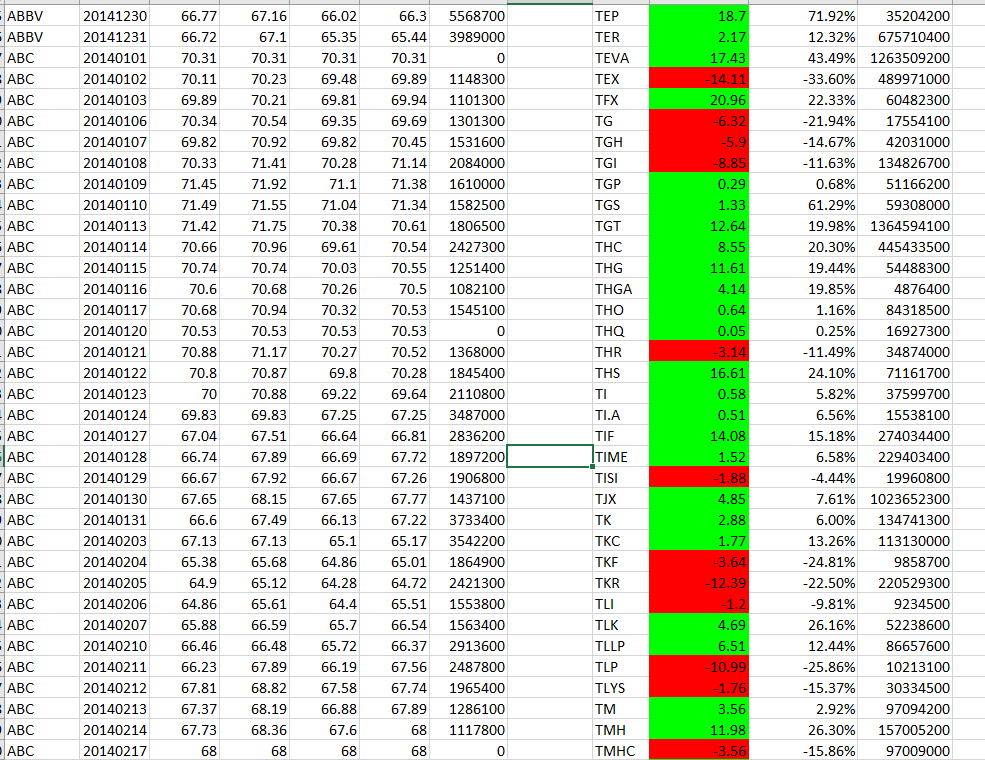 ABBV 20141230 66.77 67.16 66.02 66.3 5568700 TEP 18.7 71.92% 35204200
ABBV 20141231 66.72 67.1 65.35 65.44 3989000 TER 2.17 12.32% 675710400
ABC 20140101 70.31 70.31 70.31 70.31 0 TEVA 17.43 43.49% 1263509200
ABC 20140102 70.11 70.23 69.48 69.89 1148300 TEX -14.11 -33.60% 489971000
ABC 20140103 69.89 70.21 69.81 69.94 1101300 TFX 20.96 22.33% 60482300
ABC 20140106 70.34 70.54 69.35 69.69 1301300 TG -6.32 -21.94% 17554100
ABC 20140107 69.82 70.92 69.82 70.45 1531600 TGH -5.9 -14.67% 42031000
ABC 20140108 70.33 71.41 70.28 71.14 2084000 TGI -8.85 -11.63% 134826700
ABC 20140109 71.45 71.92 71.1 71.38 1610000 TGP 0.29 0.68% 51166200
ABC 20140110 71.49 71.55 71.04 71.34 1582500 TGS 1.33 61.29% 59308000
ABC 20140113 71.42 71.75 70.38 70.61 1806500 TGT 12.64 19.98% 1364594100
ABC 20140114 70.66 70.96 69.61 70.54 2427300 THC 8.55 20.30% 445433500
ABC 20140115 70.74 70.74 70.03 70.55 1251400 THG 11.61 19.44% 54488300
ABC 20140116 70.6 70.68 70.26 70.5 1082100 THGA 4.14 19.85% 4876400
ABC 20140117 70.68 70.94 70.32 70.53 1545100 THO 0.64 1.16% 84318500
ABC 20140120 70.53 70.53 70.53 70.53 0 THQ 0.05 0.25% 16927300
ABC 20140121 70.88 71.17 70.27 70.52 1368000 THR -3.14 -11.49% 34874000
ABC 20140122 70.8 70.87 69.8 70.28 1845400 THS 16.61 24.10% 71161700
ABC 20140123 70 70.88 69.22 69.64 2110800 TI 0.58 5.82% 37599700
ABC 20140124 69.83 69.83 67.25 67.25 3487000 TI.A 0.51 6.56% 15538100
ABC 20140127 67.04 67.51 66.64 66.81 2836200 TIF 14.08 15.18% 274034400
ABC 20140128 66.74 67.89 66.69 67.72 1897200 TIME 1.52 6.58% 229403400
ABC 20140129 66.67 67.92 66.67 67.26 1906800 TISI -1.88 -4.44% 19960800
ABC 20140130 67.65 68.15 67.65 67.77 1437100 TJX 4.85 7.61% 1023652300
ABC 20140131 66.6 67.49 66.13 67.22 3733400 TK 2.88 6.00% 134741300
ABC 20140203 67.13 67.13 65.1 65.17 3542200 TKC 1.77 13.26% 113130000
ABC 20140204 65.38 65.68 64.86 65.01 1864900 TKF -3.64 -24.81% 9858700
ABC 20140205 64.9 65.12 64.28 64.72 2421300 TKR -12.39 -22.50% 220529300
ABC 20140206 64.86 65.61 64.4 65.51 1553800 TLI -1.2 -9.81% 9234500
ABC 20140207 65.88 66.59 65.7 66.54 1563400 TLK 4.69 26.16% 52238600
ABC 20140210 66.46 66.48 65.72 66.37 2913600 TLLP 6.51 12.44% 86657600
ABC 20140211 66.23 67.89 66.19 67.56 2487800 TLP -10.99 -25.86% 10213100
ABC 20140212 67.81 68.82 67.58 67.74 1965400 TLYS -1.76 -15.37% 30334500
ABC 20140213 67.37 68.19 66.88 67.89 1286100 TM 3.56 2.92% 97094200
ABC 20140214 67.73 68.36 67.6 68 1117800 TMH 11.98 26.30% 157005200
ABC 20140217 68 68 68 68 0 TMHC -3.56 -15.86% 97009000